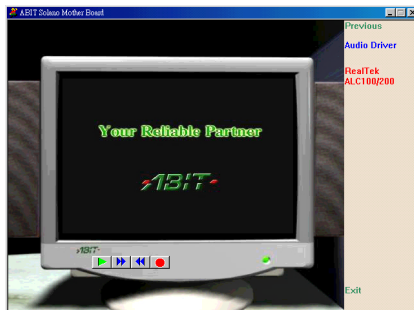 ABIT Solano Mother Board
Previous
Audio Driver
RealTek
ALC100/200
Your Reliable Partner
ABIT
ABIT
Exit